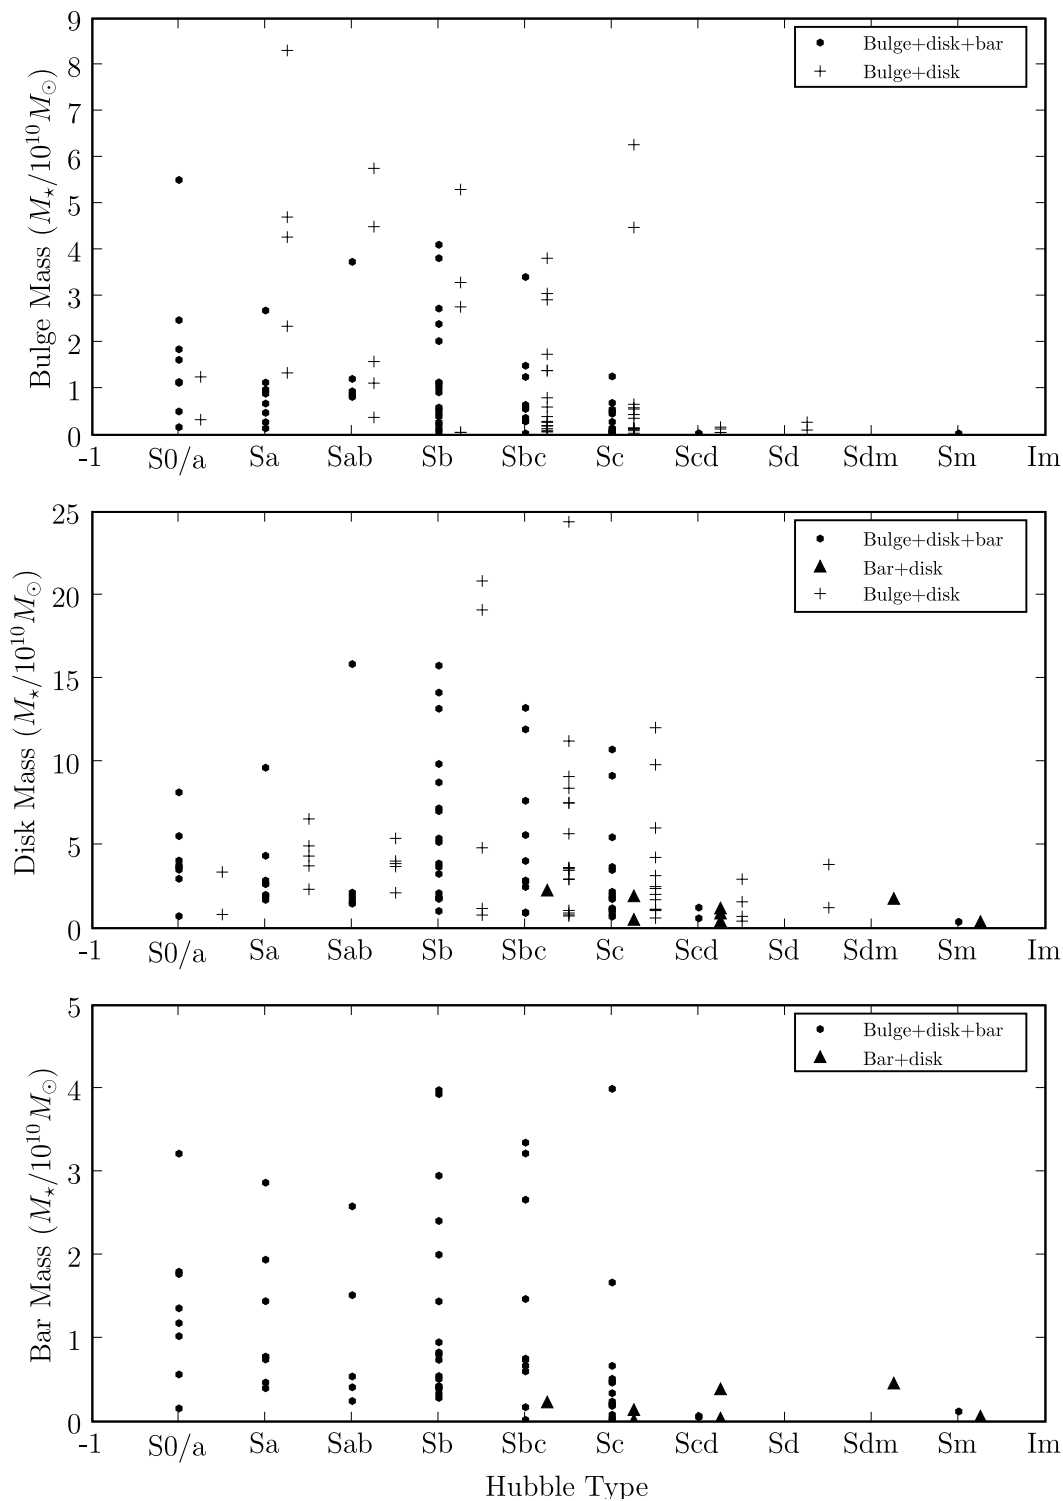 9
8
7
6
5
4
3
2
1
0
Bulge Mass (M⋆/10¹⁰M⊙)
Bulge+disk+bar
Bulge+disk
-1 S0/a Sa Sab Sb Sbc Sc Scd Sd Sdm Sm Im
25
20
15
10
5
0
Disk Mass (M⋆/10¹⁰M⊙)
Bulge+disk+bar
Bar+disk
Bulge+disk
-1 S0/a Sa Sab Sb Sbc Sc Scd Sd Sdm Sm Im
5
4
3
2
1
0
Bar Mass (M⋆/10¹⁰M⊙)
Bulge+disk+bar
Bar+disk
-1 S0/a Sa Sab Sb Sbc Sc Scd Sd Sdm Sm Im
Hubble Type